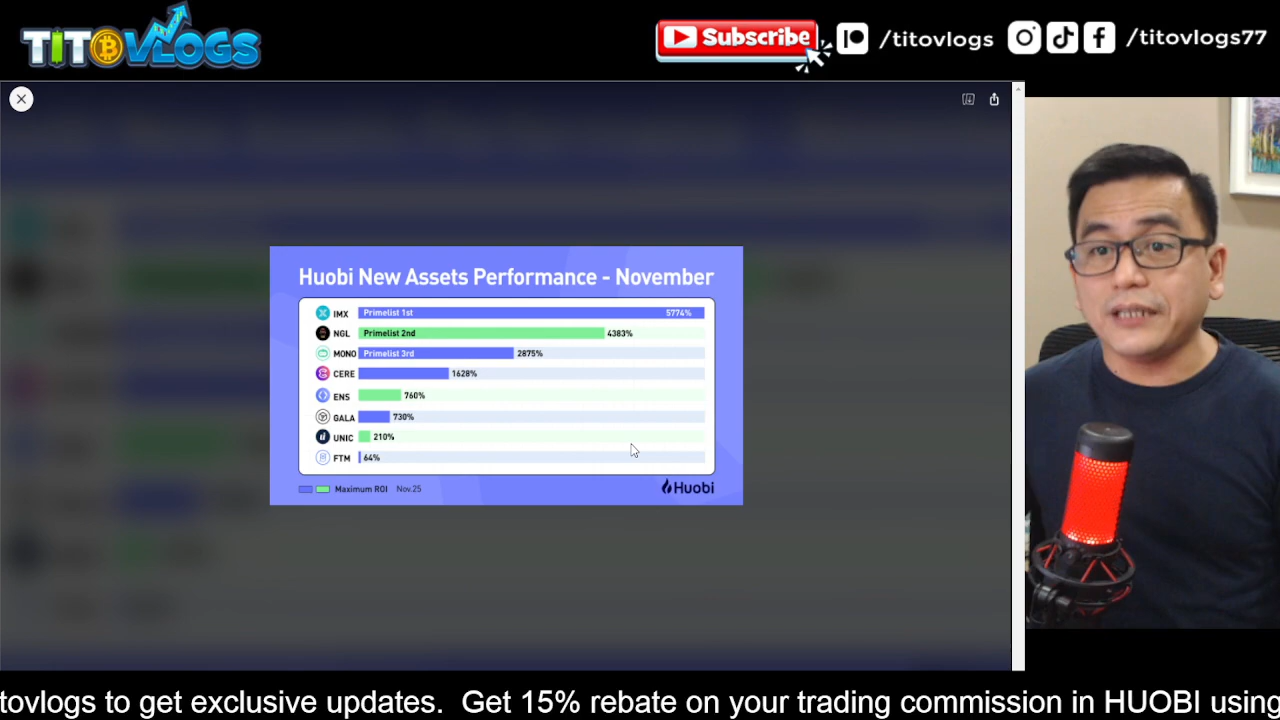 TITOVLOGS
Subscribe
/titovlogs
/titovlogs77
Huobi New Assets Performance - November
IMX Primelist 1st 5774%
NGL Primelist 2nd 4383%
MONO Primelist 3rd 2875%
CERE 1628%
ENS 760%
GALA 730%
UNIC 210%
FTM 64%
Maximum ROI Nov.25
Huobi
tovlogs to get exclusive updates. Get 15% rebate on your trading commission in HUOBI using